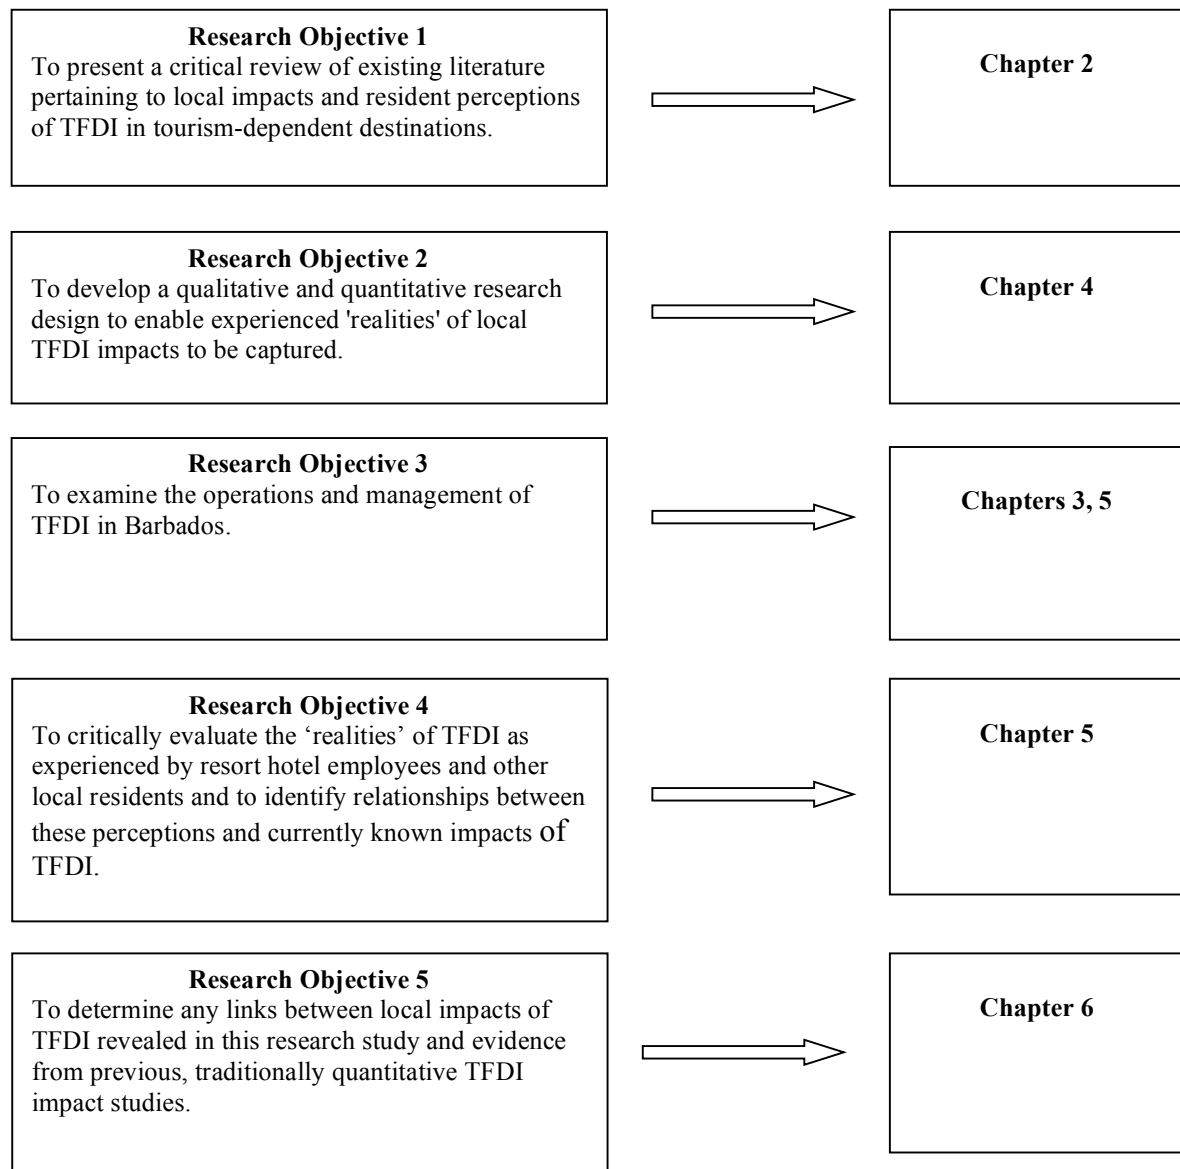 Research Objective 1
To present a critical review of existing literature
pertaining to local impacts and resident perceptions
of TFDI in tourism-dependent destinations.
Chapter 2
Research Objective 2
To develop a qualitative and quantitative research
design to enable experienced 'realities' of local
TFDI impacts to be captured.
Chapter 4
Research Objective 3
To examine the operations and management of
TFDI in Barbados.
Chapters 3, 5
Research Objective 4
To critically evaluate the ‘realities’ of TFDI as
experienced by resort hotel employees and other
local residents and to identify relationships between
these perceptions and currently known impacts of
TFDI.
Chapter 5
Research Objective 5
To determine any links between local impacts of
TFDI revealed in this research study and evidence
from previous, traditionally quantitative TFDI
impact studies.
Chapter 6